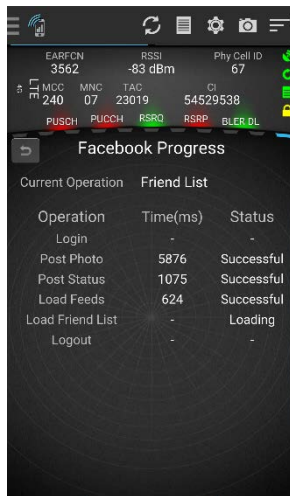 EARFCN RSSI Phy Cell ID
3562 -83 dBm 67
4G LTE MCC MNC TAC CI
240 07 23019 54529538
PUSCH PUCCH RSRQ RSRP BLER DL
Facebook Progress
Current Operation Friend List
Operation Time(ms) Status
Login - -
Post Photo 5876 Successful
Post Status 1075 Successful
Load Feeds 624 Successful
Load Friend List - Loading
Logout - -